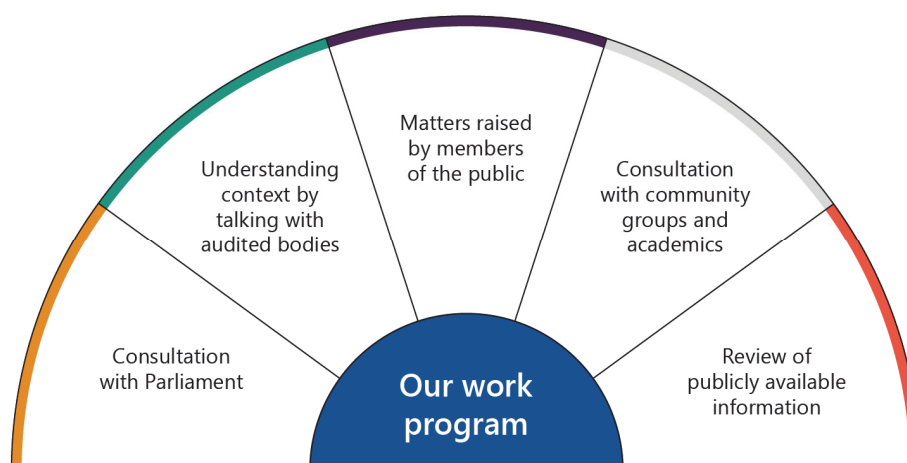 Consultation
with Parliament
Understanding
context by
talking with
audited bodies
Matters raised
by members
of the public
Consultation
with community
groups and
academics
Review of
publicly available
information
Our work
program